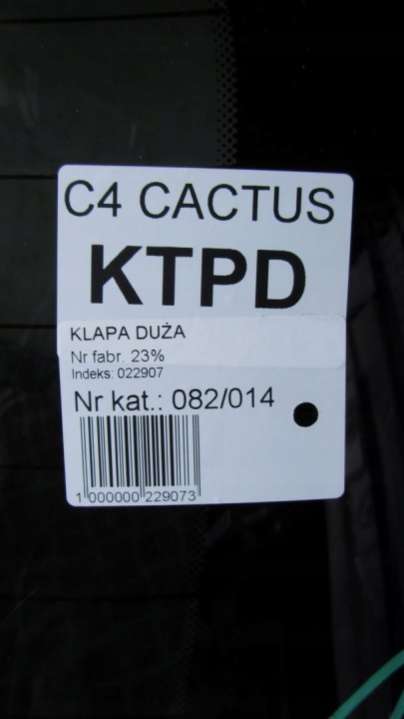 C4 CACTUS
KTPD
KLAPA DUŻA
Nr fabr. 23%
Indeks: 022907
Nr kat.: 082/014
1 000000 229073